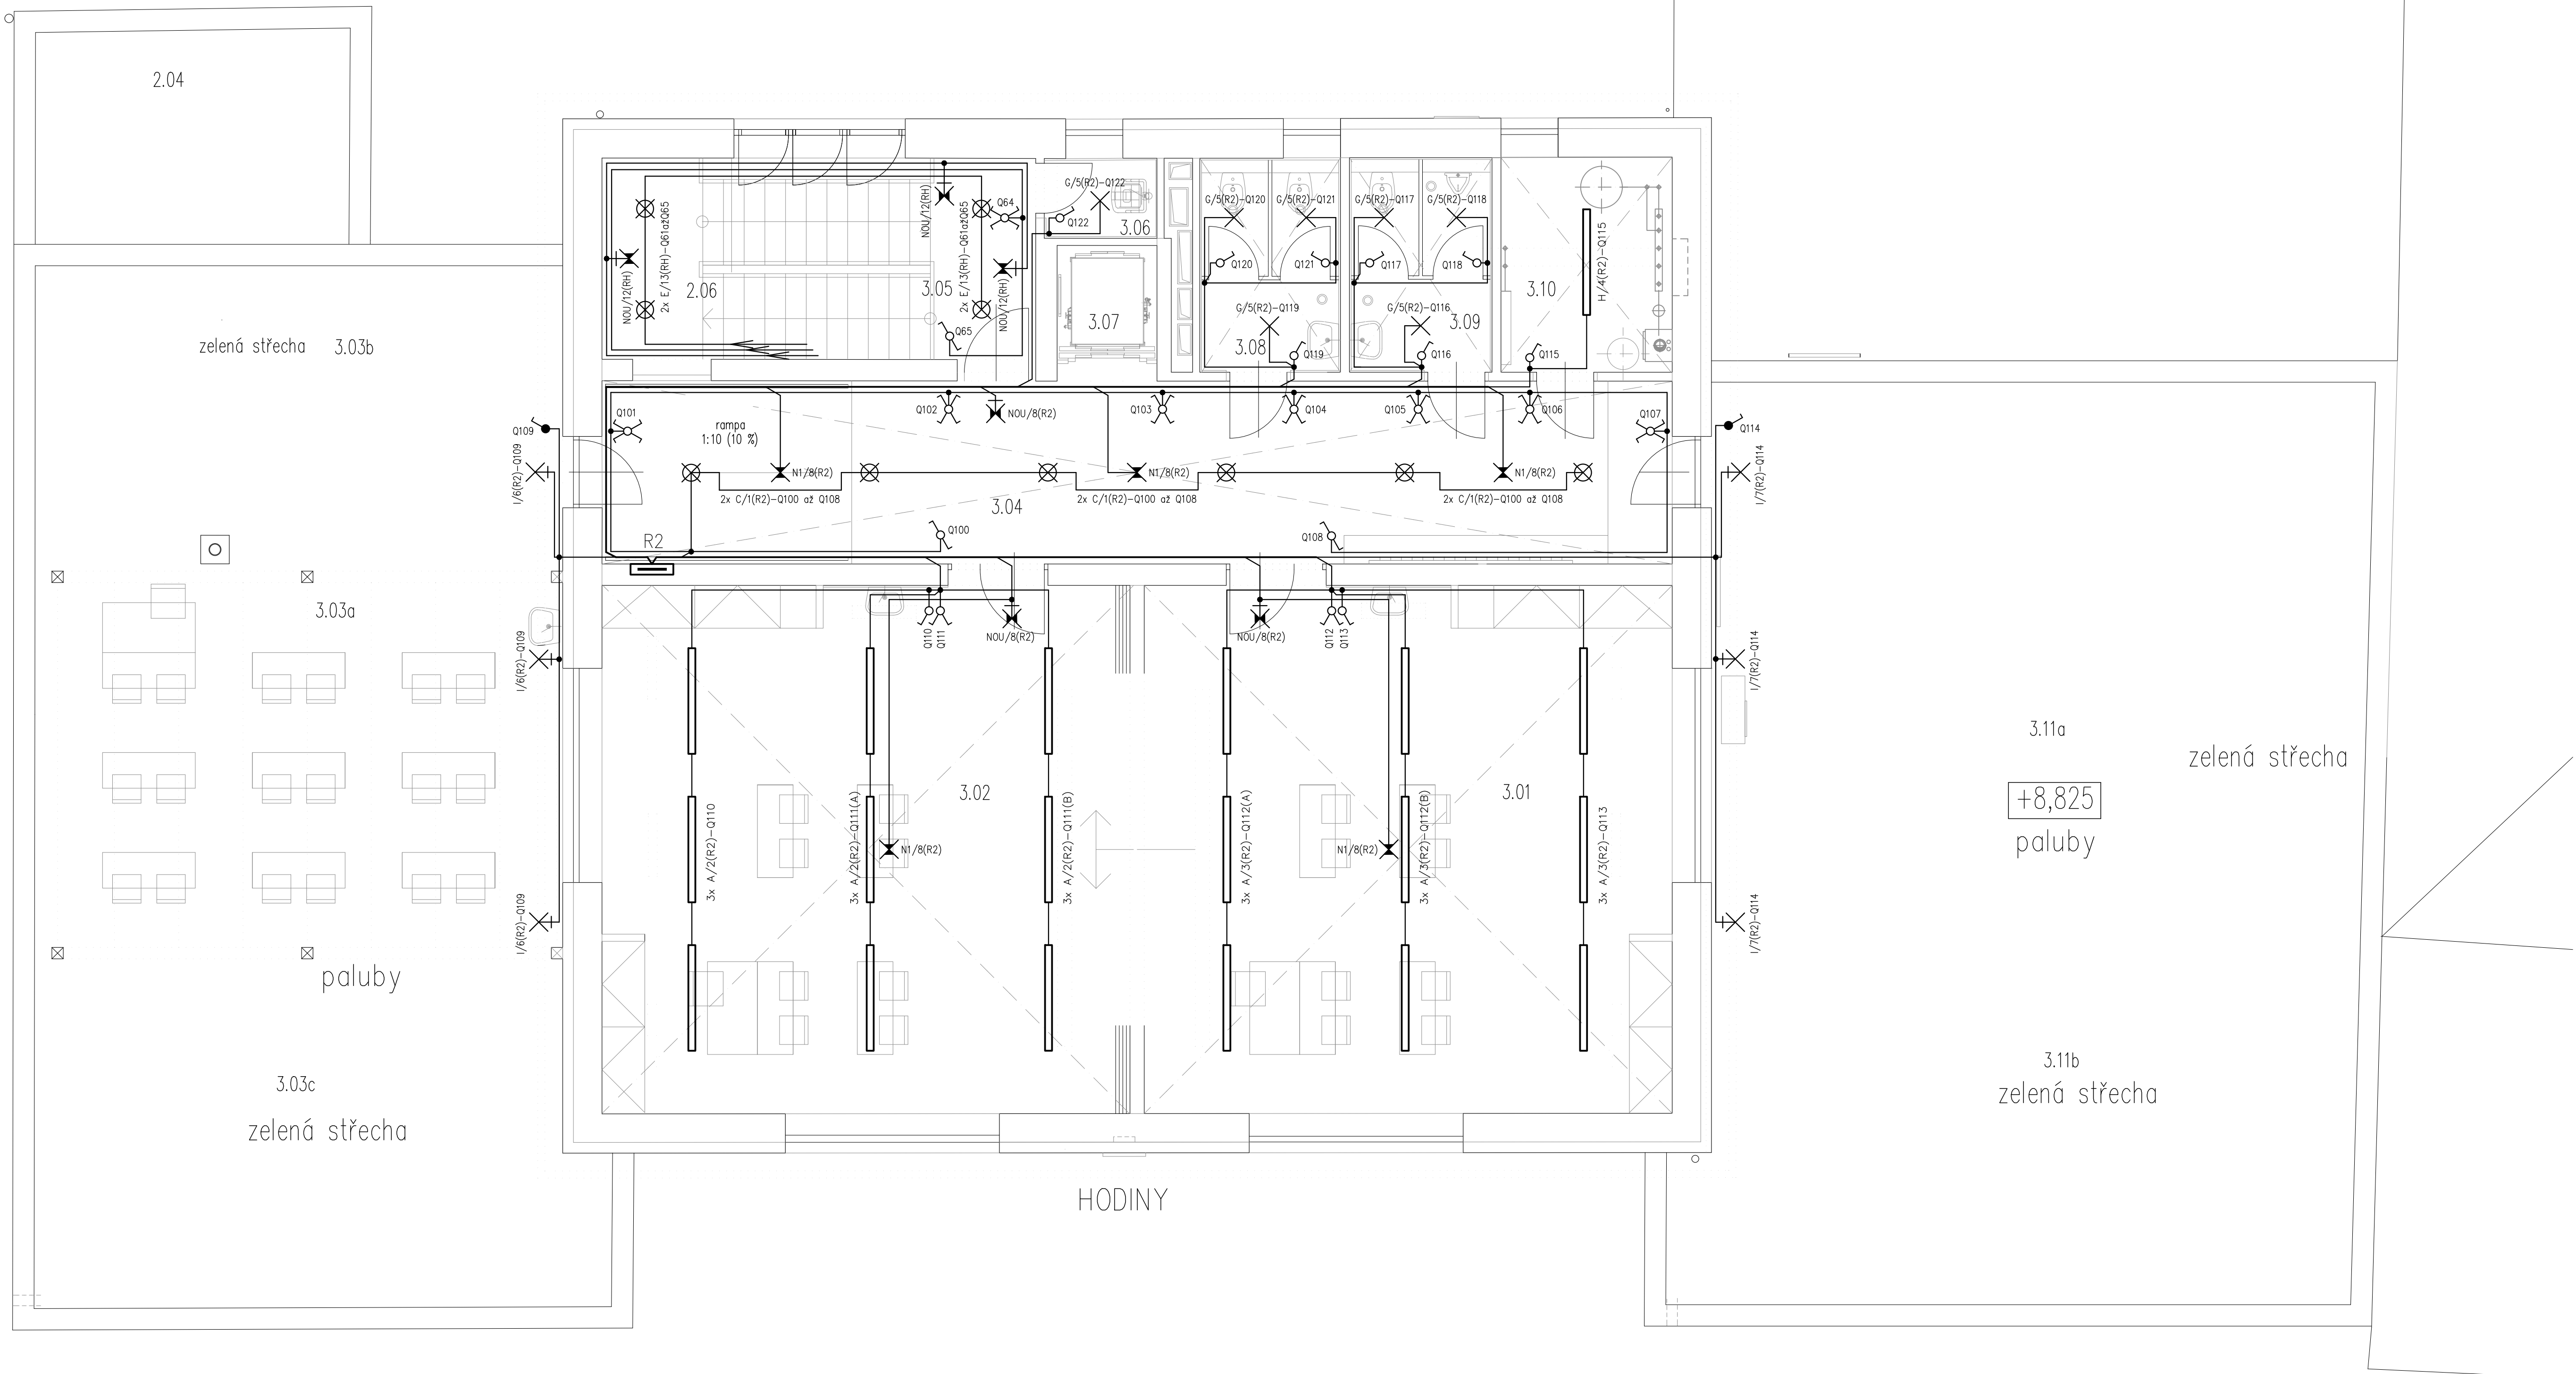 2.04
G/5(R2)-Q122
Q122
3.06
G/5(R2)-Q120
G/5(R2)-Q121
G/5(R2)-Q117
G/5(R2)-Q118
NOU/12(RH)
2x E/13(RH)-Q61ažQ65
NOU/12(RH)
2x E/13(RH)-Q61ažQ65
Q64
NOU/12(RH)
Q120
Q121
Q117
Q118
H/4(R2)-Q115
2.06
3.05
3.10
G/5(R2)-Q119
G/5(R2)-Q116
3.07
3.09
Q65
3.08
Q119
Q116
Q115
zelená střecha
3.03b
Q101
Q102
NOU/8(R2)
Q103
Q104
Q105
Q106
Q107
rampa
1:10 (10 %)
Q109
Q114
I/6(R2)-Q109
N1/8(R2)
N1/8(R2)
N1/8(R2)
I/7(R2)-Q114
2x C/1(R2)-Q100 až Q108
2x C/1(R2)-Q100 až Q108
2x C/1(R2)-Q100 až Q108
3.04
Q100
Q108
R2
3.03a
Q110
Q111
NOU/8(R2)
NOU/8(R2)
Q112
Q113
I/6(R2)-Q109
I/7(R2)-Q114
3.11a
zelená střecha
3.02
3.01
+8,825
paluby
3x A/2(R2)-Q110
3x A/2(R2)-Q111(A)
N1/8(R2)
3x A/2(R2)-Q111(B)
3x A/3(R2)-Q112(A)
N1/8(R2)
3x A/3(R2)-Q112(B)
3x A/3(R2)-Q113
I/6(R2)-Q109
I/7(R2)-Q114
paluby
3.03c
zelená střecha
3.11b
zelená střecha
HODINY